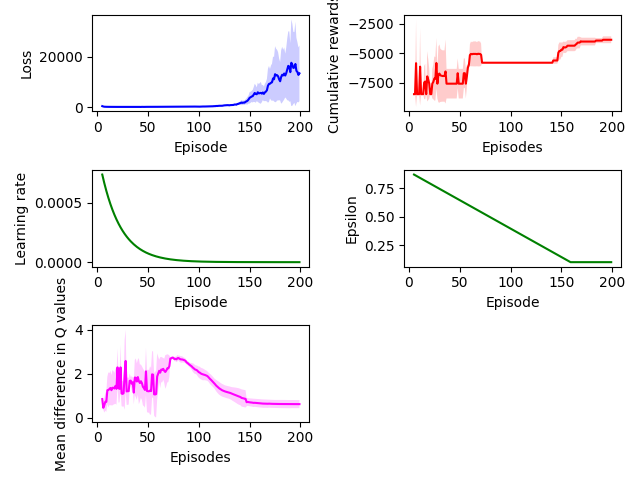 Loss
20000
0
0 50 100 150 200
Episode
Cumulative rewards
−2500
−5000
−7500
0 50 100 150 200
Episodes
Learning rate
0.0005
0.0000
0 50 100 150 200
Episode
Epsilon
0.75
0.50
0.25
0 50 100 150 200
Episode
Mean difference in Q values
4
2
0
0 50 100 150 200
Episodes